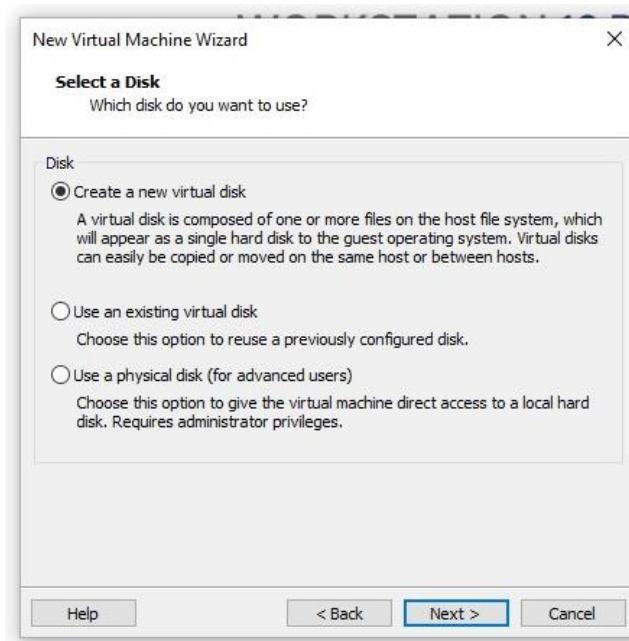 New Virtual Machine Wizard
Select a Disk
Which disk do you want to use?
Disk
Create a new virtual disk
A virtual disk is composed of one or more files on the host file system, which
will appear as a single hard disk to the guest operating system. Virtual disks
can easily be copied or moved on the same host or between hosts.
Use an existing virtual disk
Choose this option to reuse a previously configured disk.
Use a physical disk (for advanced users)
Choose this option to give the virtual machine direct access to a local hard
disk. Requires administrator privileges.
Help
< Back
Next >
Cancel